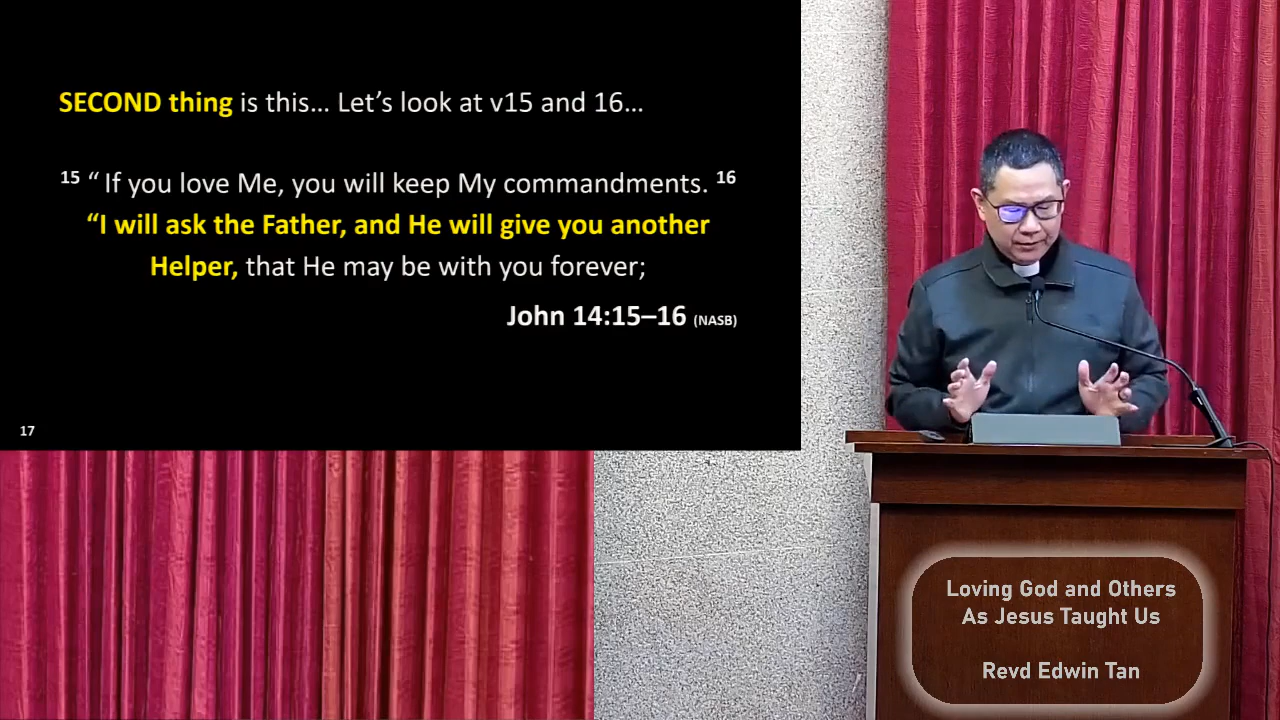 SECOND thing is this… Let’s look at v15 and 16…
15 “ If you love Me, you will keep My commandments. 16
“I will ask the Father, and He will give you another
Helper, that He may be with you forever;
John 14:15–16 (NASB)
17
Loving God and Others
As Jesus Taught Us
Revd Edwin Tan